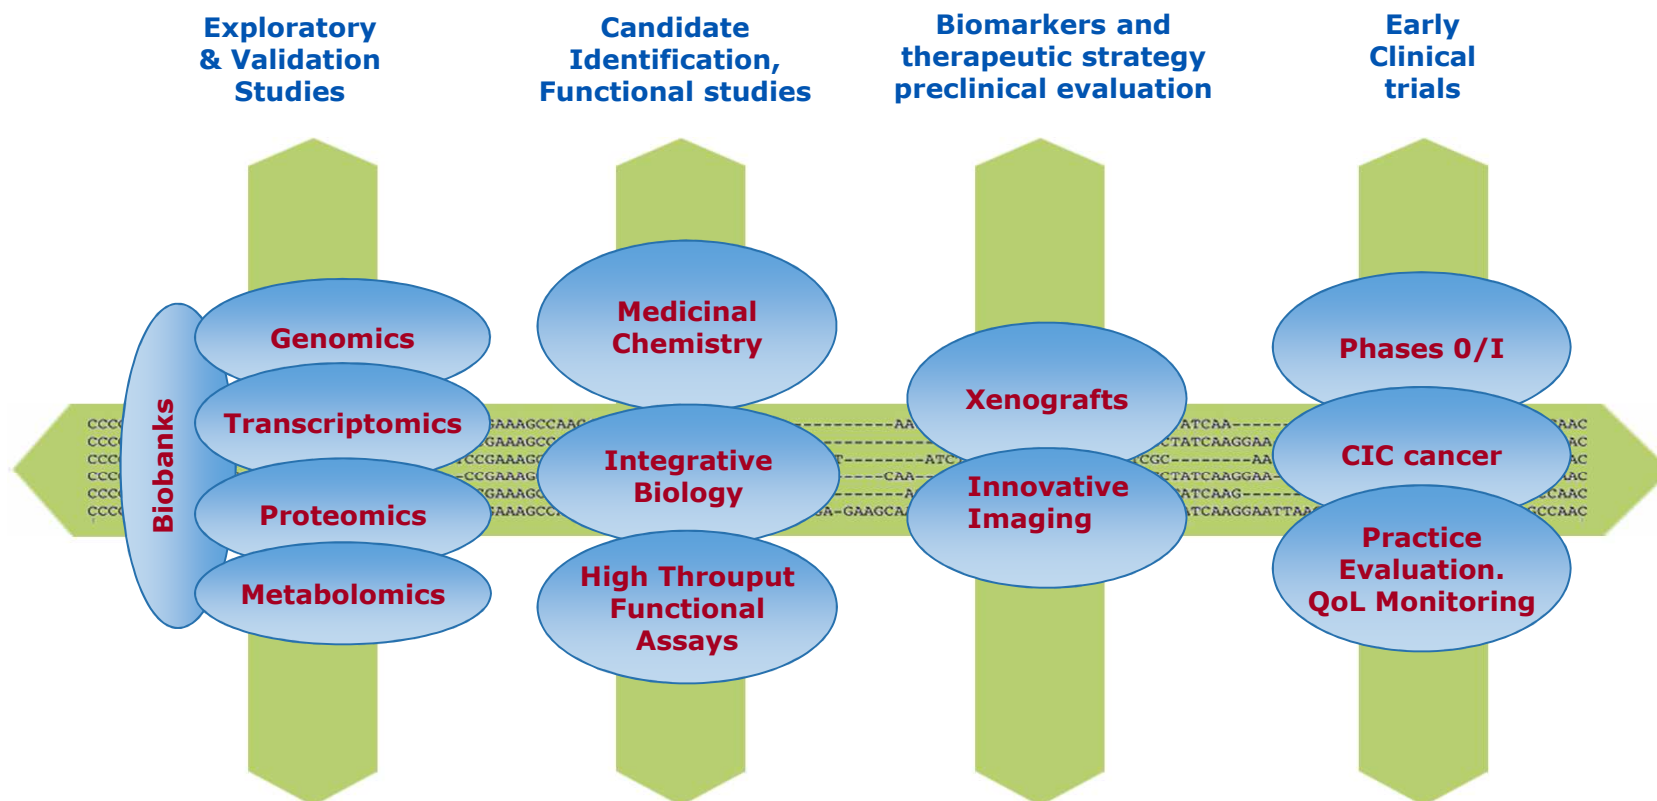 Exploratory
& Validation
Studies
Candidate
Identification,
Functional studies
Biomarkers and
therapeutic strategy
preclinical evaluation
Early
Clinical
trials
Biobanks
Genomics
Transcriptomics
Proteomics
Metabolomics
Medicinal
Chemistry
Integrative
Biology
High Throuput
Functional
Assays
Xenografts
Innovative
Imaging
Phases 0/I
CIC cancer
Practice
Evaluation.
QoL Monitoring